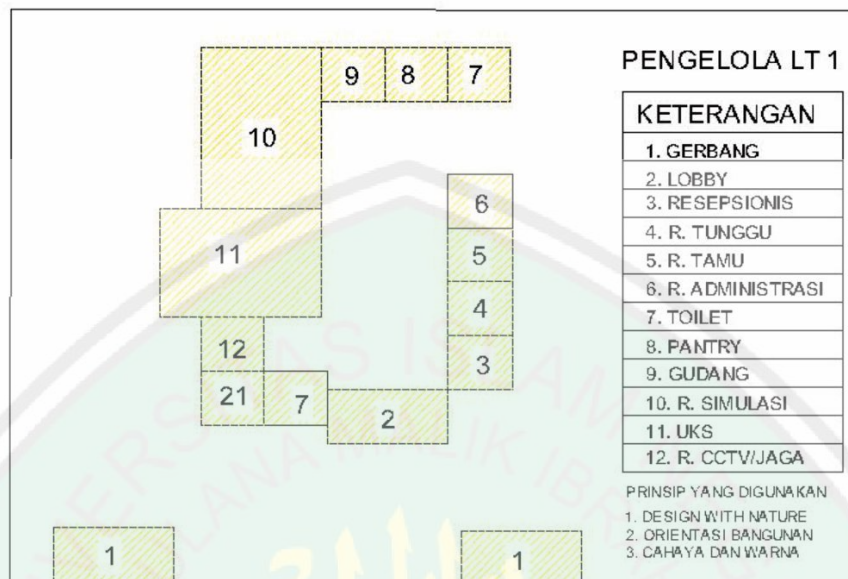 PENGELOLA LT 1
9 8 7
10
KETERANGAN
1. GERBANG
2. LOBBY
3. RESEPSIONIS
4. R. TUNGGU
5. R. TAMU
6. R. ADMINISTRASI
7. TOILET
8. PANTRY
9. GUDANG
10. R. SIMULASI
11. UKS
12. R. CCTV/JAGA
6
11
5
4
12
3
21
7
2
PRINSIP YANG DIGUNAKAN
1. DESIGN WITH NATURE
2. ORIENTASI BANGUNAN
3. CAHAYA DAN WARNA
1
1